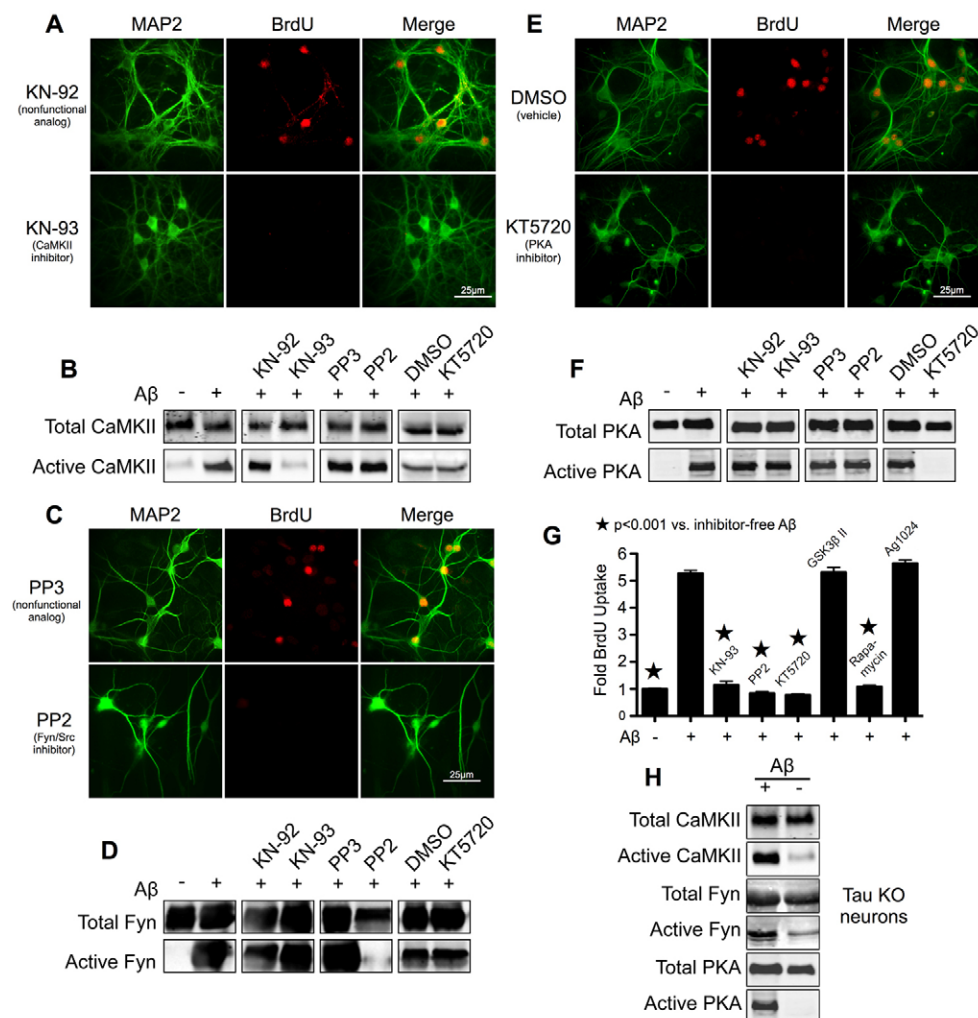 A
MAP2 BrdU Merge
KN-92
(nonfunctional
analog)
KN-93
(CaMKII
inhibitor)
25μm
B
KN-92 KN-93 PP3 PP2 DMSO KT5720
Aβ - + + + + + + +
Total CaMKII
Active CaMKII
C
MAP2 BrdU Merge
PP3
(nonfunctional
analog)
PP2
(Fyn/Src
inhibitor)
25μm
D
KN-92 KN-93 PP3 PP2 DMSO KT5720
Aβ - + + + + + + +
Total Fyn
Active Fyn
E
MAP2 BrdU Merge
DMSO
(vehicle)
KT5720
(PKA
inhibitor)
25μm
F
KN-92 KN-93 PP3 PP2 DMSO KT5720
Aβ - + + + + + + +
Total PKA
Active PKA
G
★ p<0.001 vs. inhibitor-free Aβ
Fold BrdU Uptake
6
5
4
3
2
1
0
★
★ KN-93
★ PP2
★ KT5720
GSK3β II
★ Rapa-
mycin
Ag1024
Aβ - + + + + + + +
H
Aβ
+ -
Total CaMKII
Active CaMKII
Total Fyn
Active Fyn
Total PKA
Active PKA
Tau KO
neurons